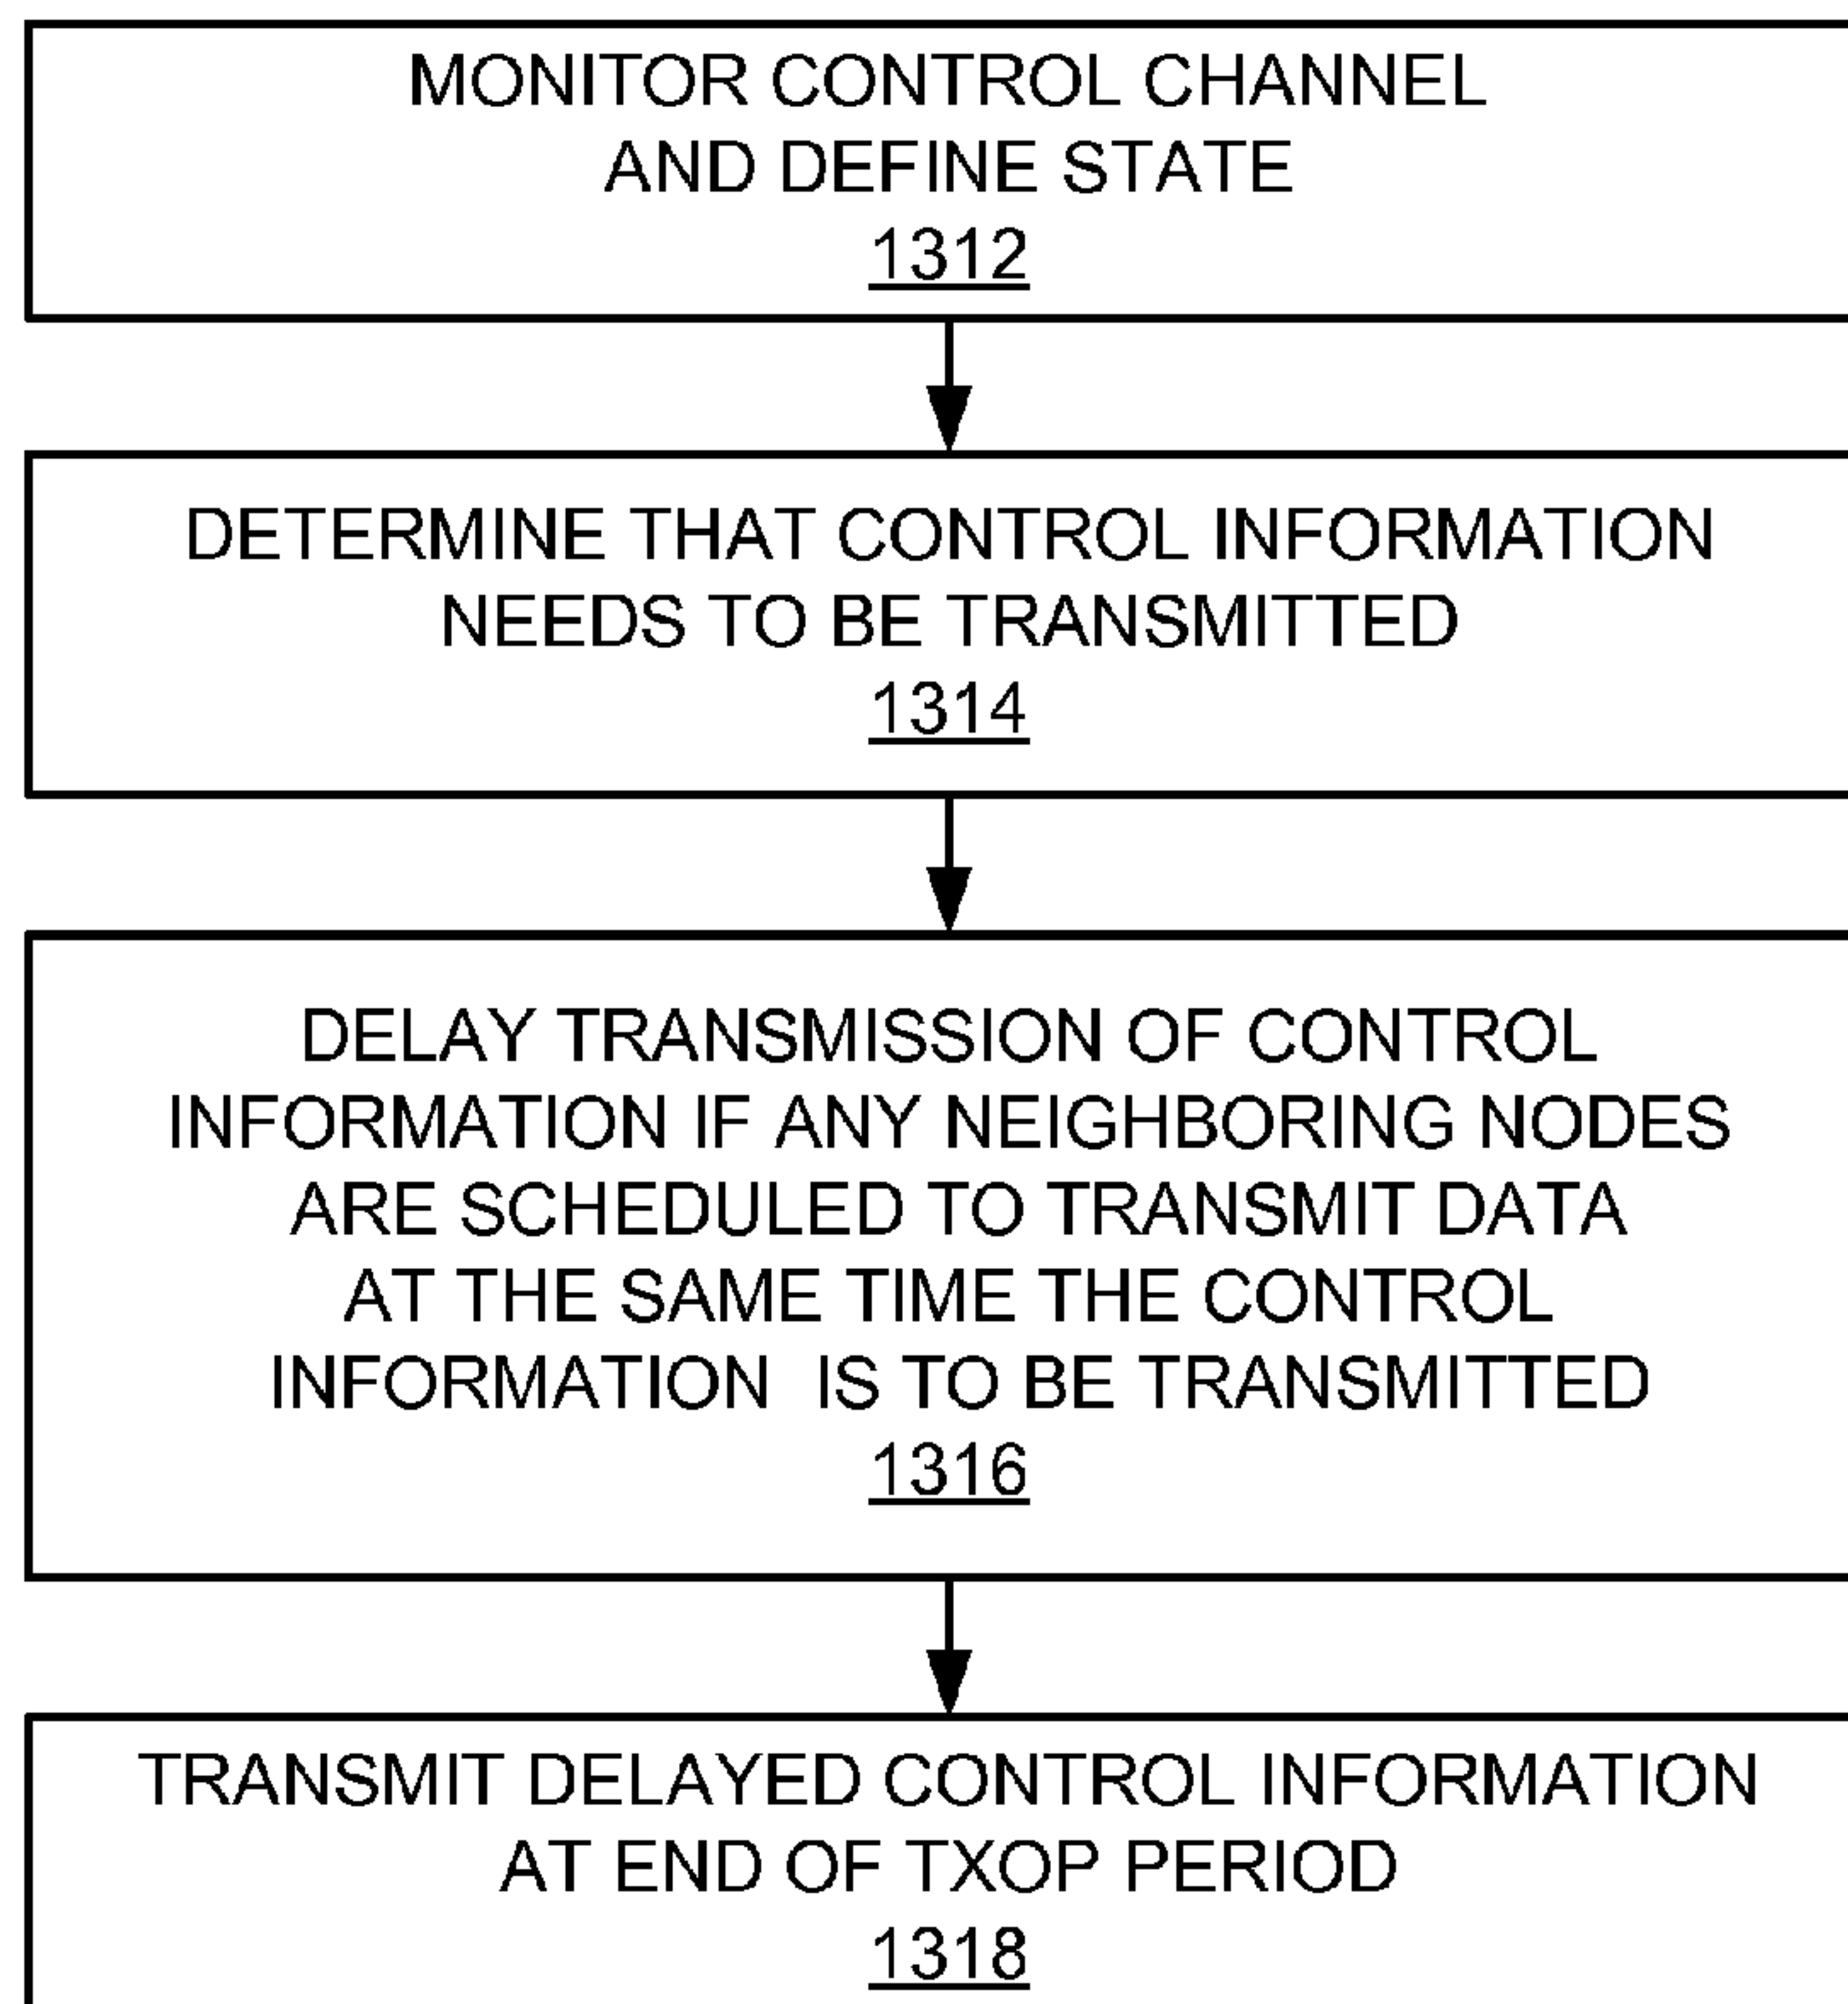 MONITOR CONTROL CHANNEL
AND DEFINE STATE
1312
DETERMINE THAT CONTROL INFORMATION
NEEDS TO BE TRANSMITTED
1314
DELAY TRANSMISSION OF CONTROL
INFORMATION IF ANY NEIGHBORING NODES
ARE SCHEDULED TO TRANSMIT DATA
AT THE SAME TIME THE CONTROL
INFORMATION IS TO BE TRANSMITTED
1316
TRANSMIT DELAYED CONTROL INFORMATION
AT END OF TXOP PERIOD
1318